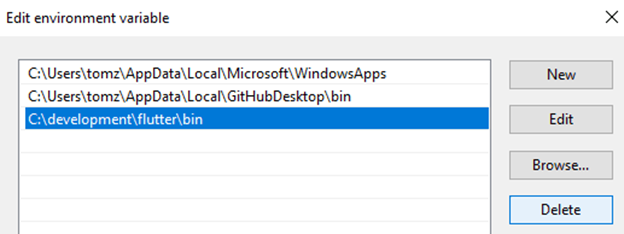 Edit environment variable
C:\Users\tomz\AppData\Local\Microsoft\WindowsApps
New
C:\Users\tomz\AppData\Local\GitHubDesktop\bin
C:\development\flutter\bin
Edit
Browse...
Delete